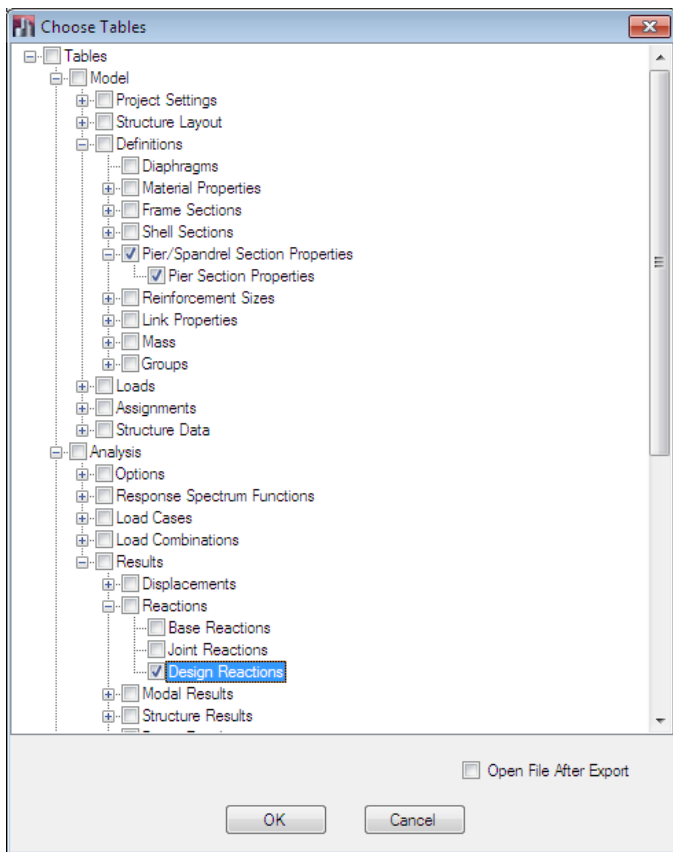 Choose Tables
Tables
Model
Project Settings
Structure Layout
Definitions
Diaphragms
Material Properties
Frame Sections
Shell Sections
Pier/Spandrel Section Properties
Pier Section Properties
Reinforcement Sizes
Link Properties
Mass
Groups
Loads
Assignments
Structure Data
Analysis
Options
Response Spectrum Functions
Load Cases
Load Combinations
Results
Displacements
Reactions
Base Reactions
Joint Reactions
Design Reactions
Modal Results
Structure Results
Open File After Export
OK Cancel